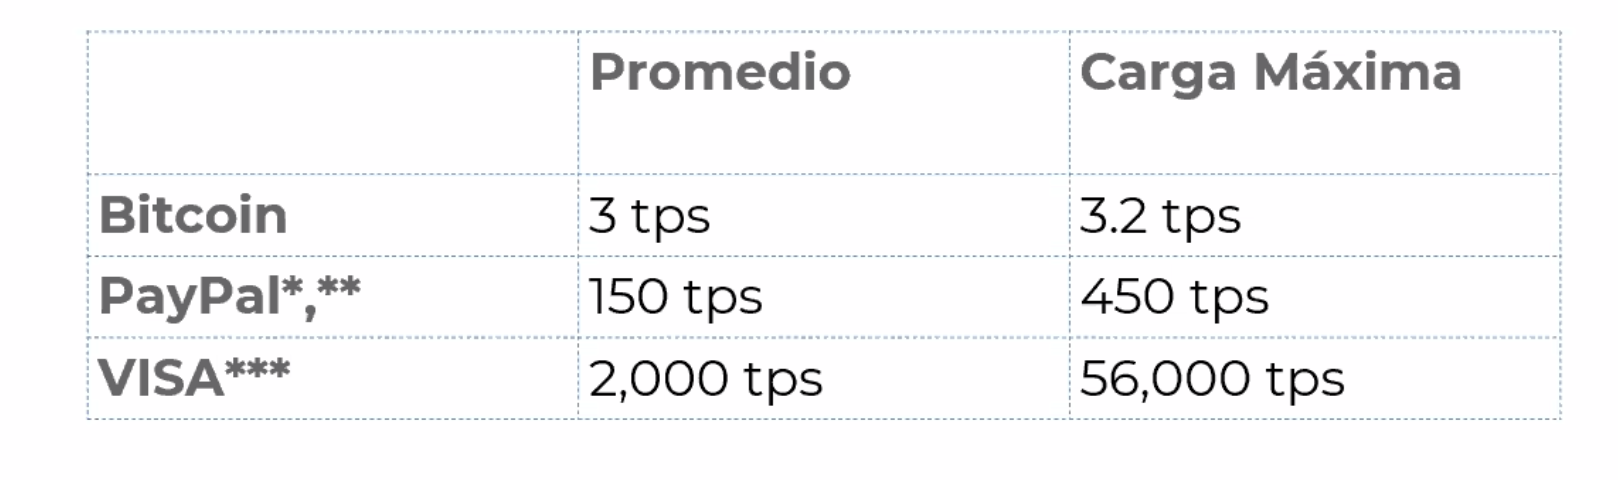 Promedio Carga Máxima
Bitcoin 3 tps 3.2 tps
PayPal*,** 150 tps 450 tps
VISA*** 2,000 tps 56,000 tps